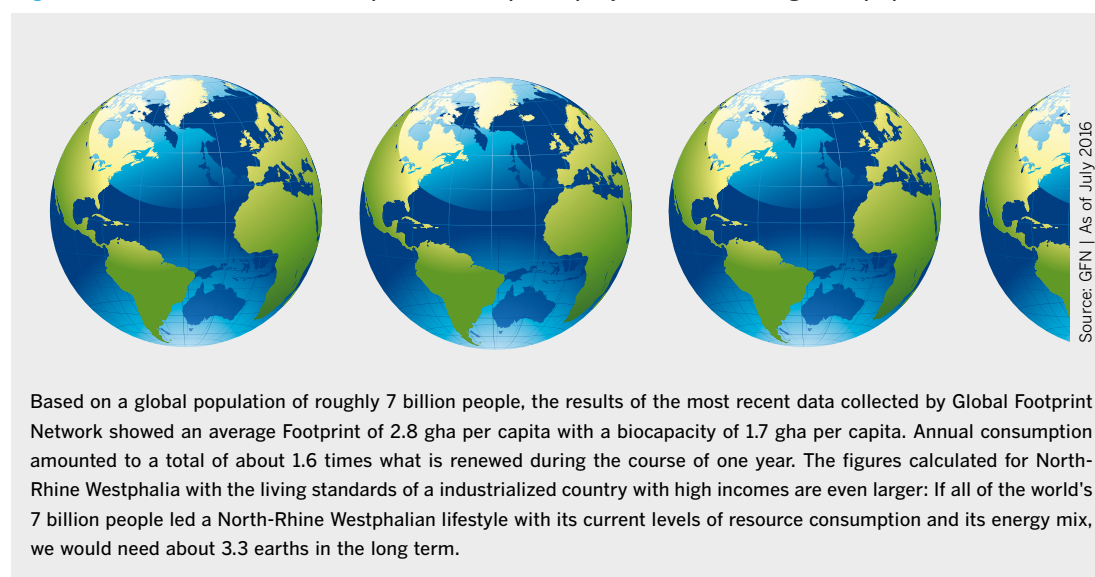 Source: GFN | As of July 2016
Based on a global population of roughly 7 billion people, the results of the most recent data collected by Global Footprint
Network showed an average Footprint of 2.8 gha per capita with a biocapacity of 1.7 gha per capita. Annual consumption
amounted to a total of about 1.6 times what is renewed during the course of one year. The figures calculated for North-
Rhine Westphalia with the living standards of a industrialized country with high incomes are even larger: If all of the world's
7 billion people led a North-Rhine Westphalian lifestyle with its current levels of resource consumption and its energy mix,
we would need about 3.3 earths in the long term.